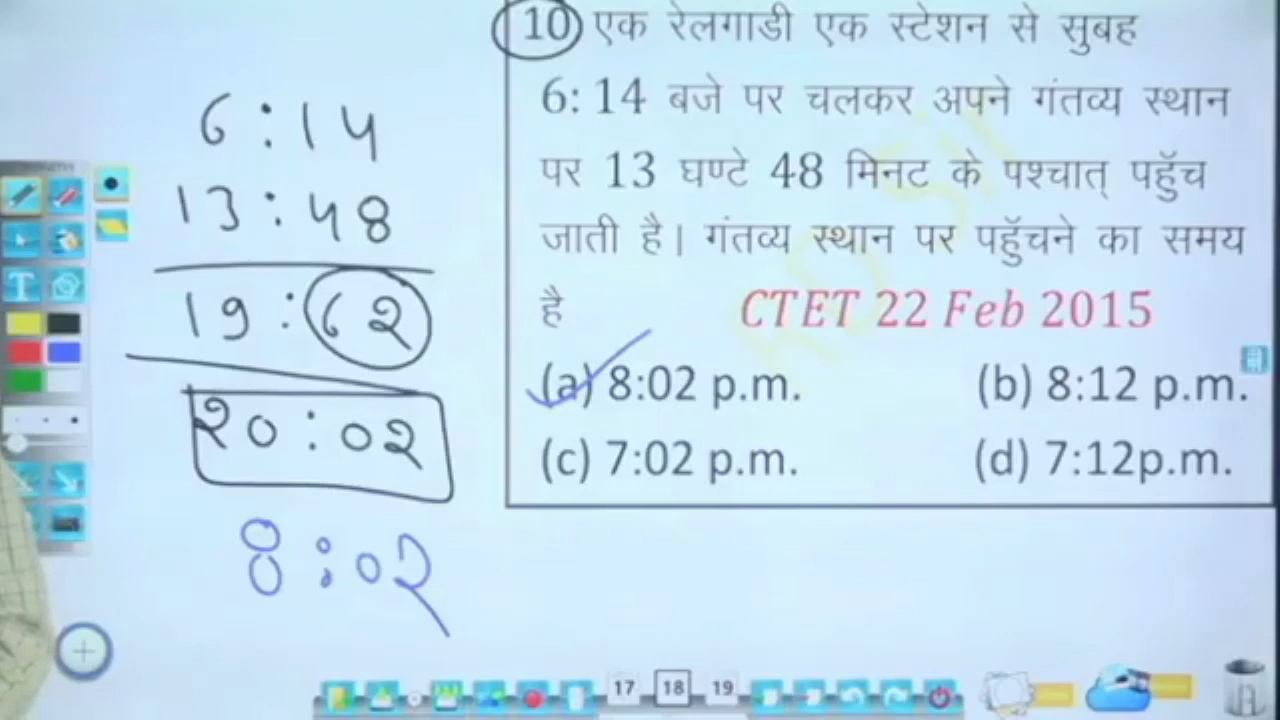 6:14
13:48
19:62
20:02
8:02
10 एक रेलगाडी एक स्टेशन से सुबह
6:14 बजे पर चलकर अपने गंतव्य स्थान
पर 13 घण्टे 48 मिनट के पश्चात् पहुँच
जाती है। गंतव्य स्थान पर पहुँचने का समय
है CTET 22 Feb 2015
(a) 8:02 p.m. (b) 8:12 p.m.
(c) 7:02 p.m. (d) 7:12p.m.
17 18 19